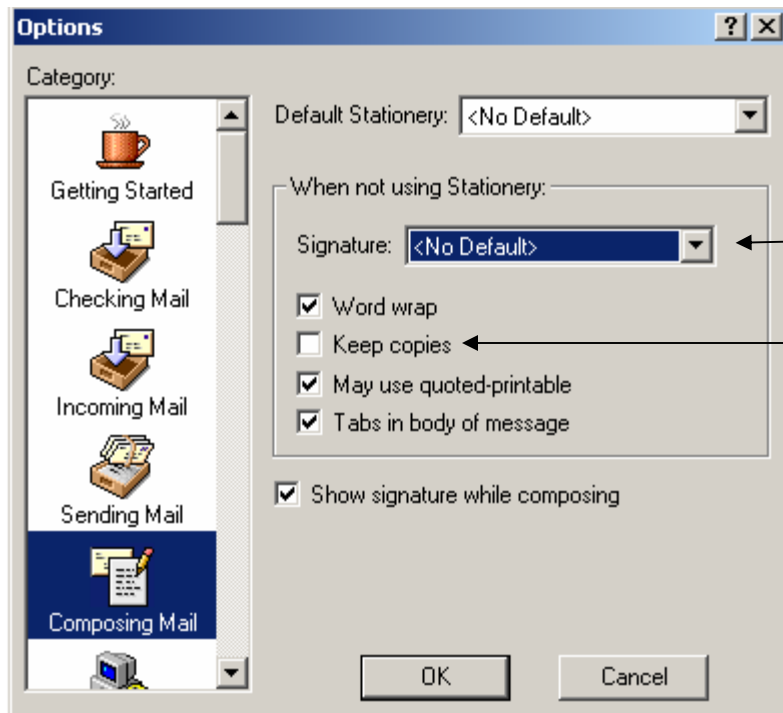 Options
Category:
Getting Started
Checking Mail
Incoming Mail
Sending Mail
Composing Mail
Default Stationery: <No Default>
When not using Stationery:
Signature: <No Default>
Word wrap
Keep copies
May use quoted-printable
Tabs in body of message
Show signature while composing
OK Cancel